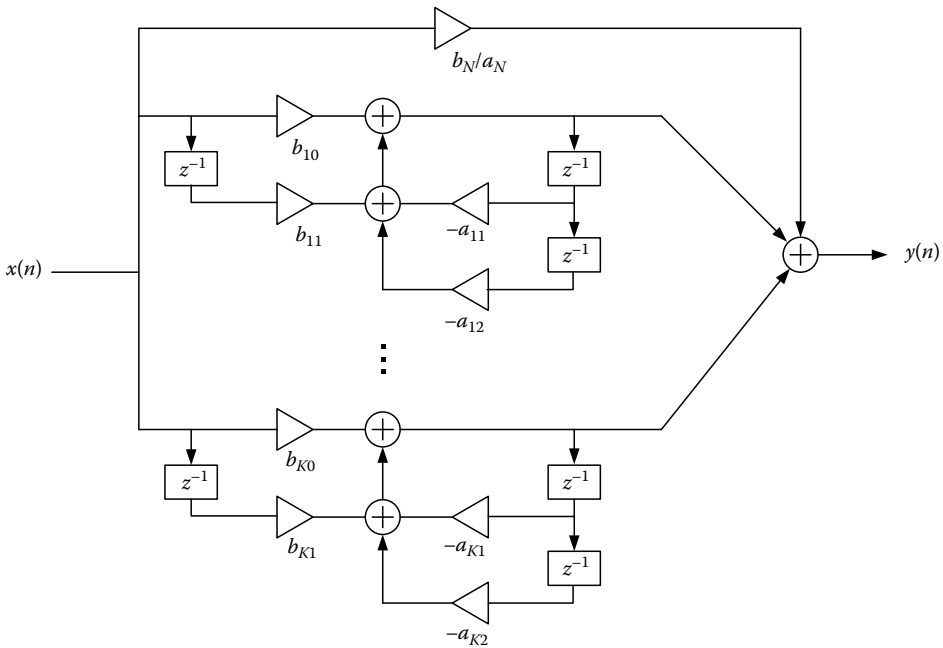 b_N/a_N
b_10
z^−1
z^−1
b_11
−a_11
z^−1
x(n)
y(n)
−a_12
⋮
b_K0
z^−1
z^−1
b_K1
−a_K1
z^−1
−a_K2